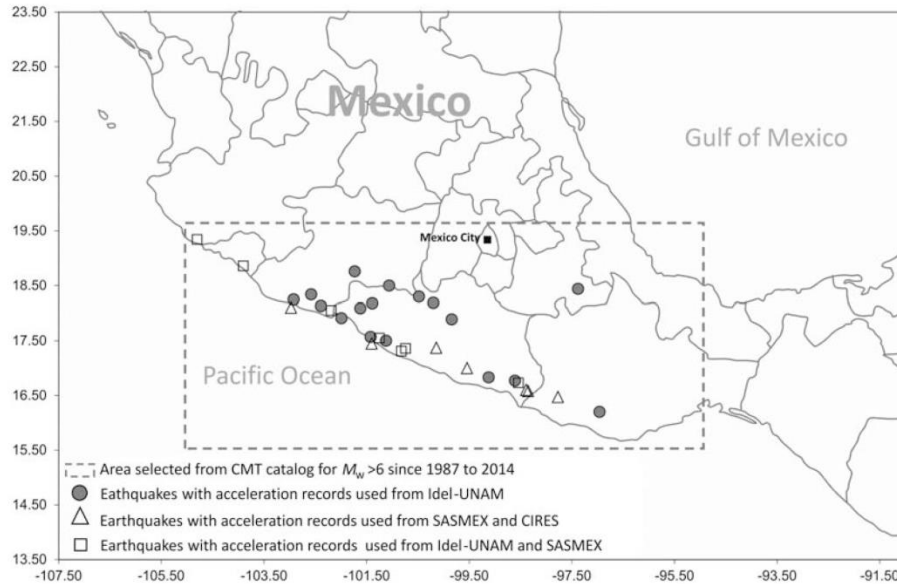 23.50
22.50
21.50
20.50
19.50
18.50
17.50
16.50
15.50
14.50
13.50
Mexico
Gulf of Mexico
Mexico City
Pacific Ocean
Area selected from CMT catalog for Mw >6 since 1987 to 2014
Eathquakes with acceleration records used from Idel-UNAM
Earthquakes with acceleration records used from SASMEX and CIRES
Earthquakes with acceleration records used from Idel-UNAM and SASMEX
-107.50 -105.50 -103.50 -101.50 -99.50 -97.50 -95.50 -93.50 -91.50